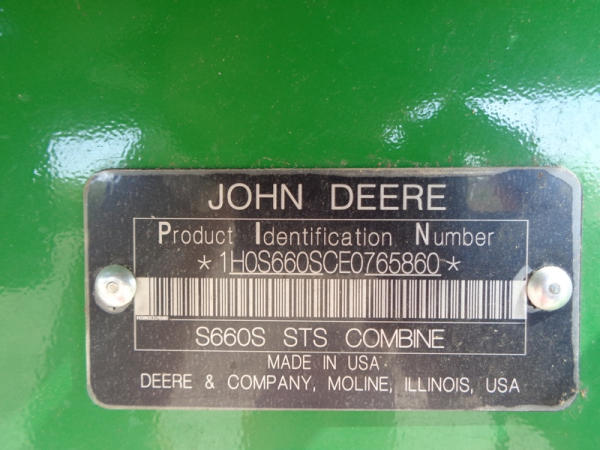 JOHN DEERE
Product Identification Number
*1H0S660SCE0765860*
S660S STS COMBINE
MADE IN USA
DEERE & COMPANY, MOLINE, ILLINOIS, USA